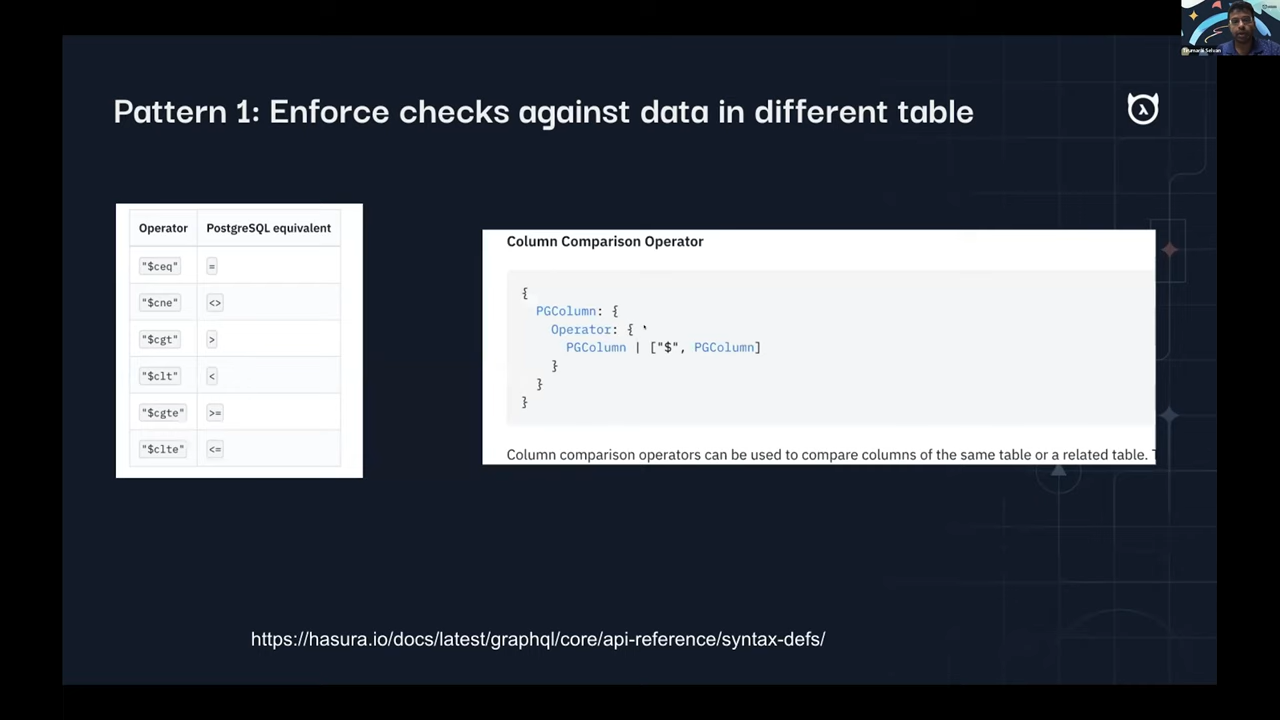 Pattern 1: Enforce checks against data in different table
Operator PostgreSQL equivalent
"$ceq" =
"$cne" <>
"$cgt" >
"$clt" <
"$cgte" >=
"$clte" <=
Column Comparison Operator
{
PGColumn: {
Operator: {
PGColumn | ["$", PGColumn]
}
}
}
Column comparison operators can be used to compare columns of the same table or a related table.
https://hasura.io/docs/latest/graphql/core/api-reference/syntax-defs/
Tirumarai Selvan